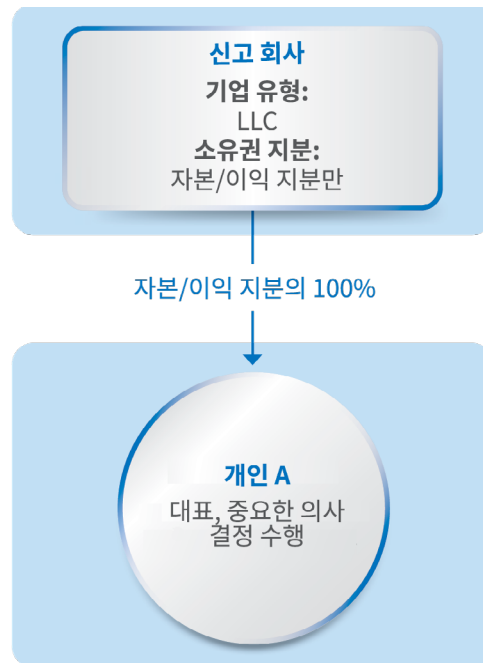 신고 회사
기업 유형:
LLC
소유권 지분:
자본/이익 지분만
자본/이익 지분의 100%
개인 A
대표, 중요한 의사
결정 수행